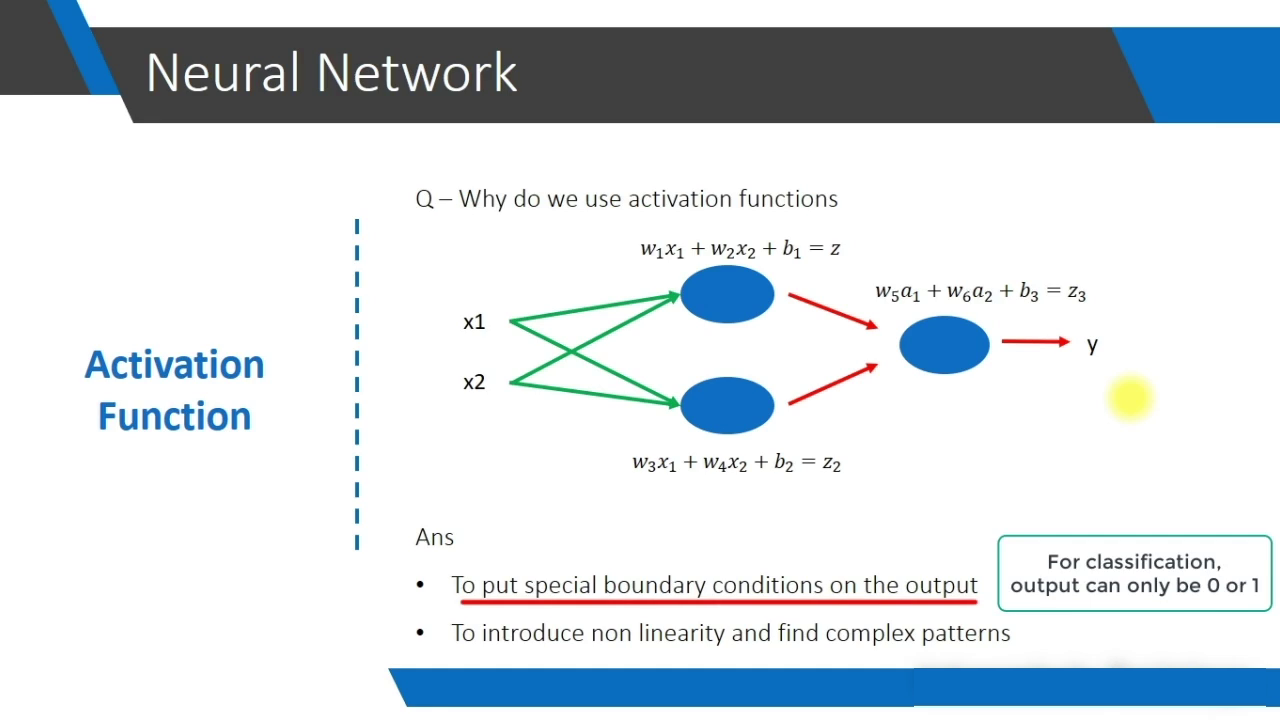 Neural Network
Activation
Function
Q – Why do we use activation functions
w₁x₁ + w₂x₂ + b₁ = z
w₅a₁ + w₆a₂ + b₃ = z₃
x1
x2
y
w₃x₁ + w₄x₂ + b₂ = z₂
Ans
• To put special boundary conditions on the output
• To introduce non linearity and find complex patterns
For classification,
output can only be 0 or 1